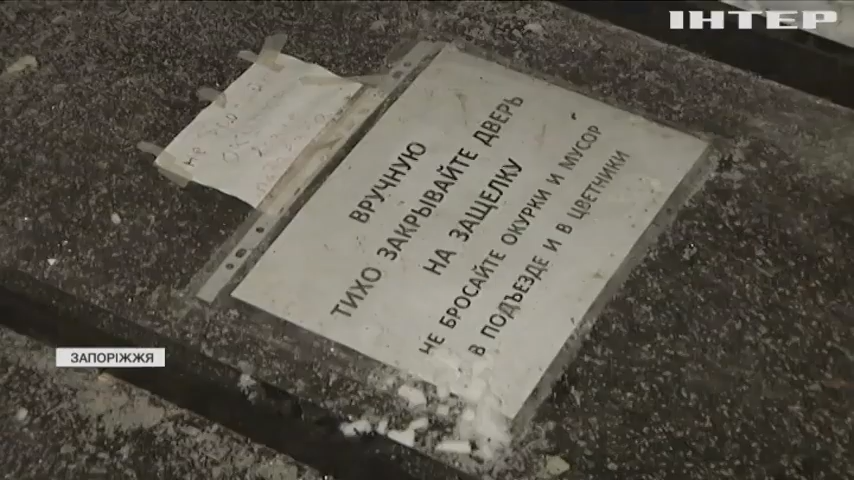 ІНТЕР
ВРУЧНУЮ
ТИХО ЗАКРЫВАЙТЕ ДВЕРЬ
НА ЗАЩЕЛКУ
НЕ БРОСАЙТЕ ОКУРКИ И МУСОР
В ПОДЪЕЗДЕ И В ЦВЕТНИКИ
ЗАПОРІЖЖЯ